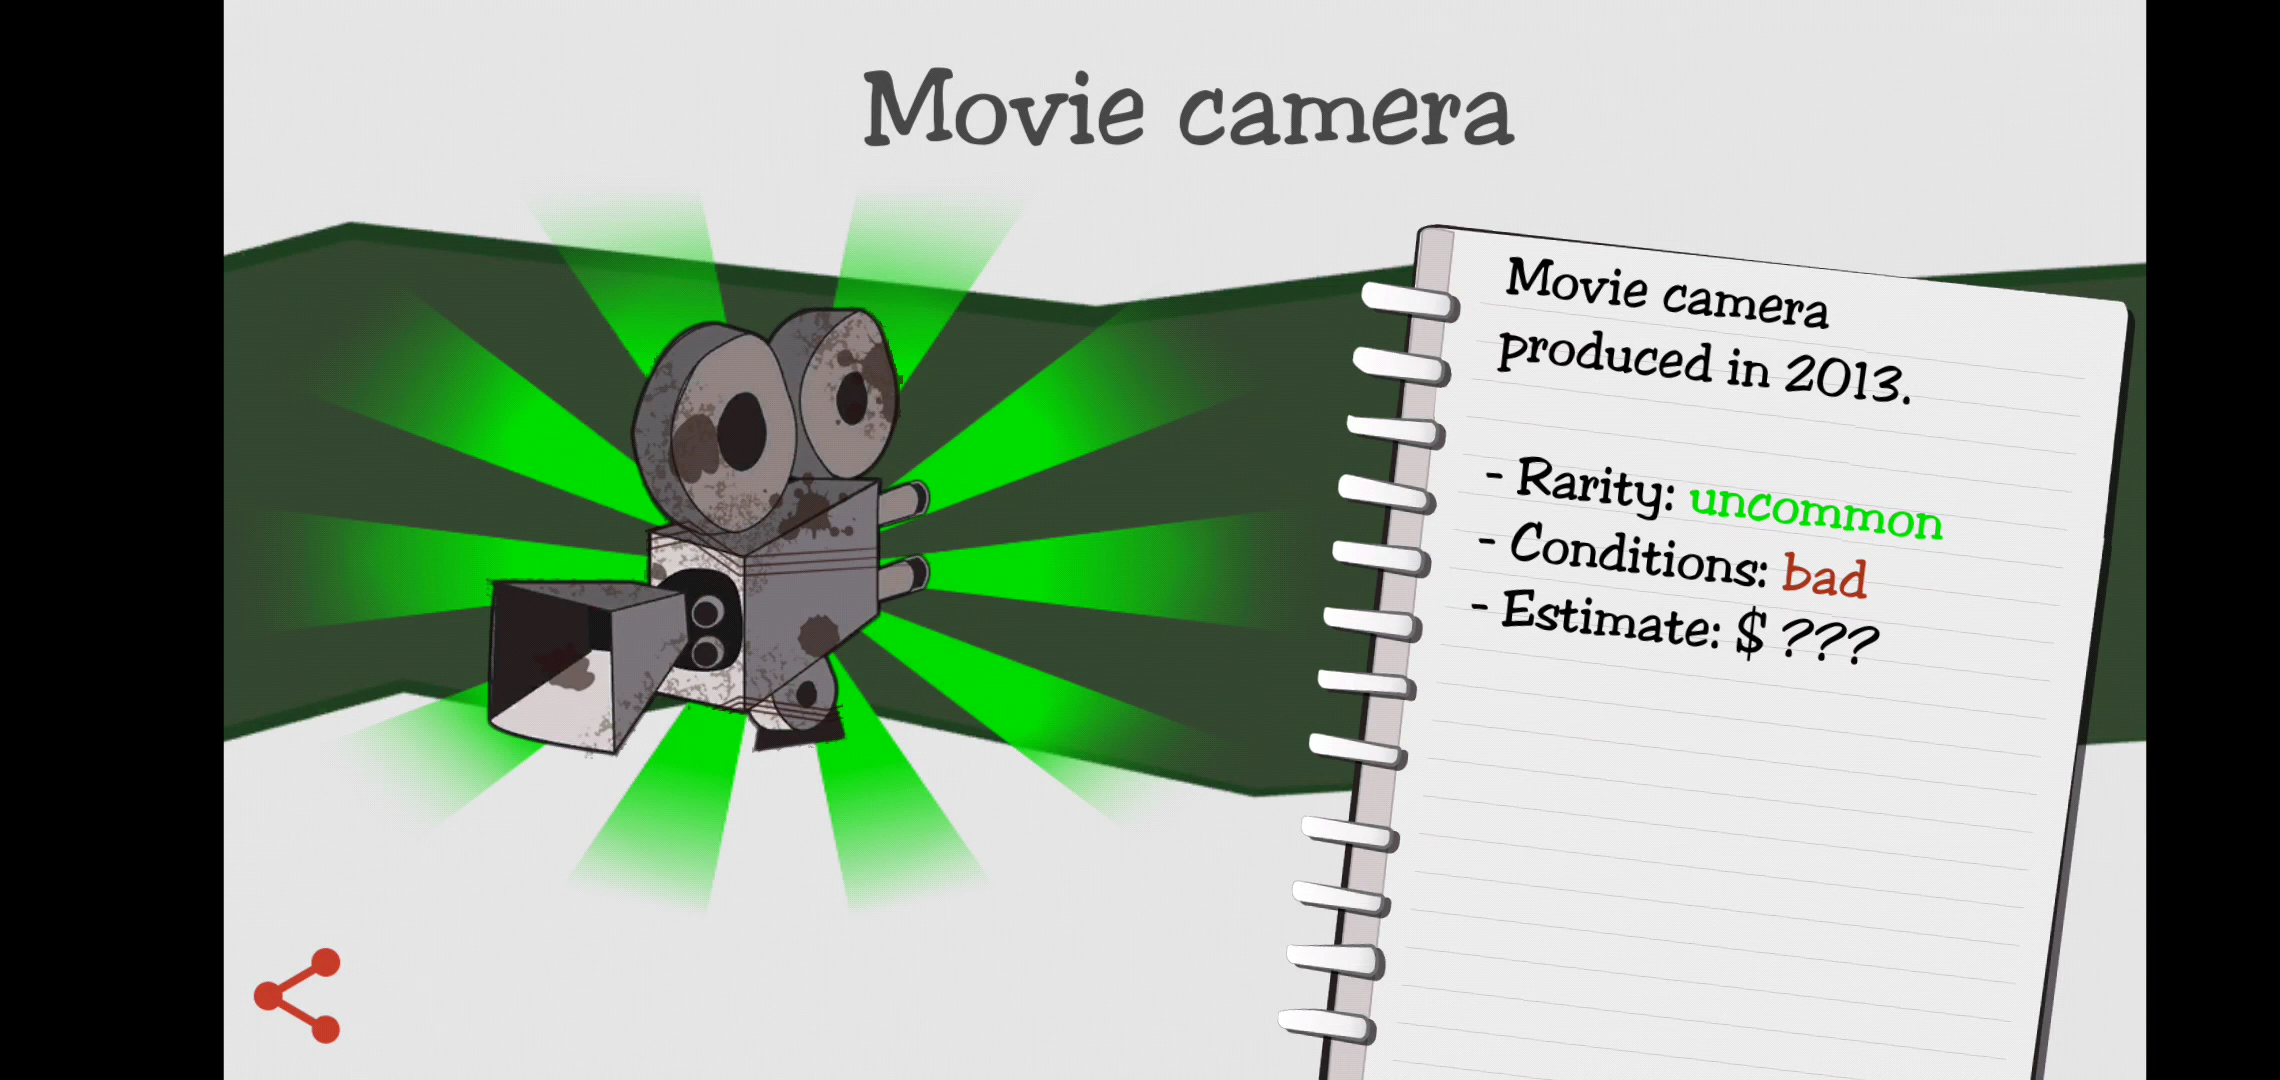 Movie camera
Movie camera
produced in 2013.
- Rarity: uncommon
- Conditions: bad
- Estimate: $ ???